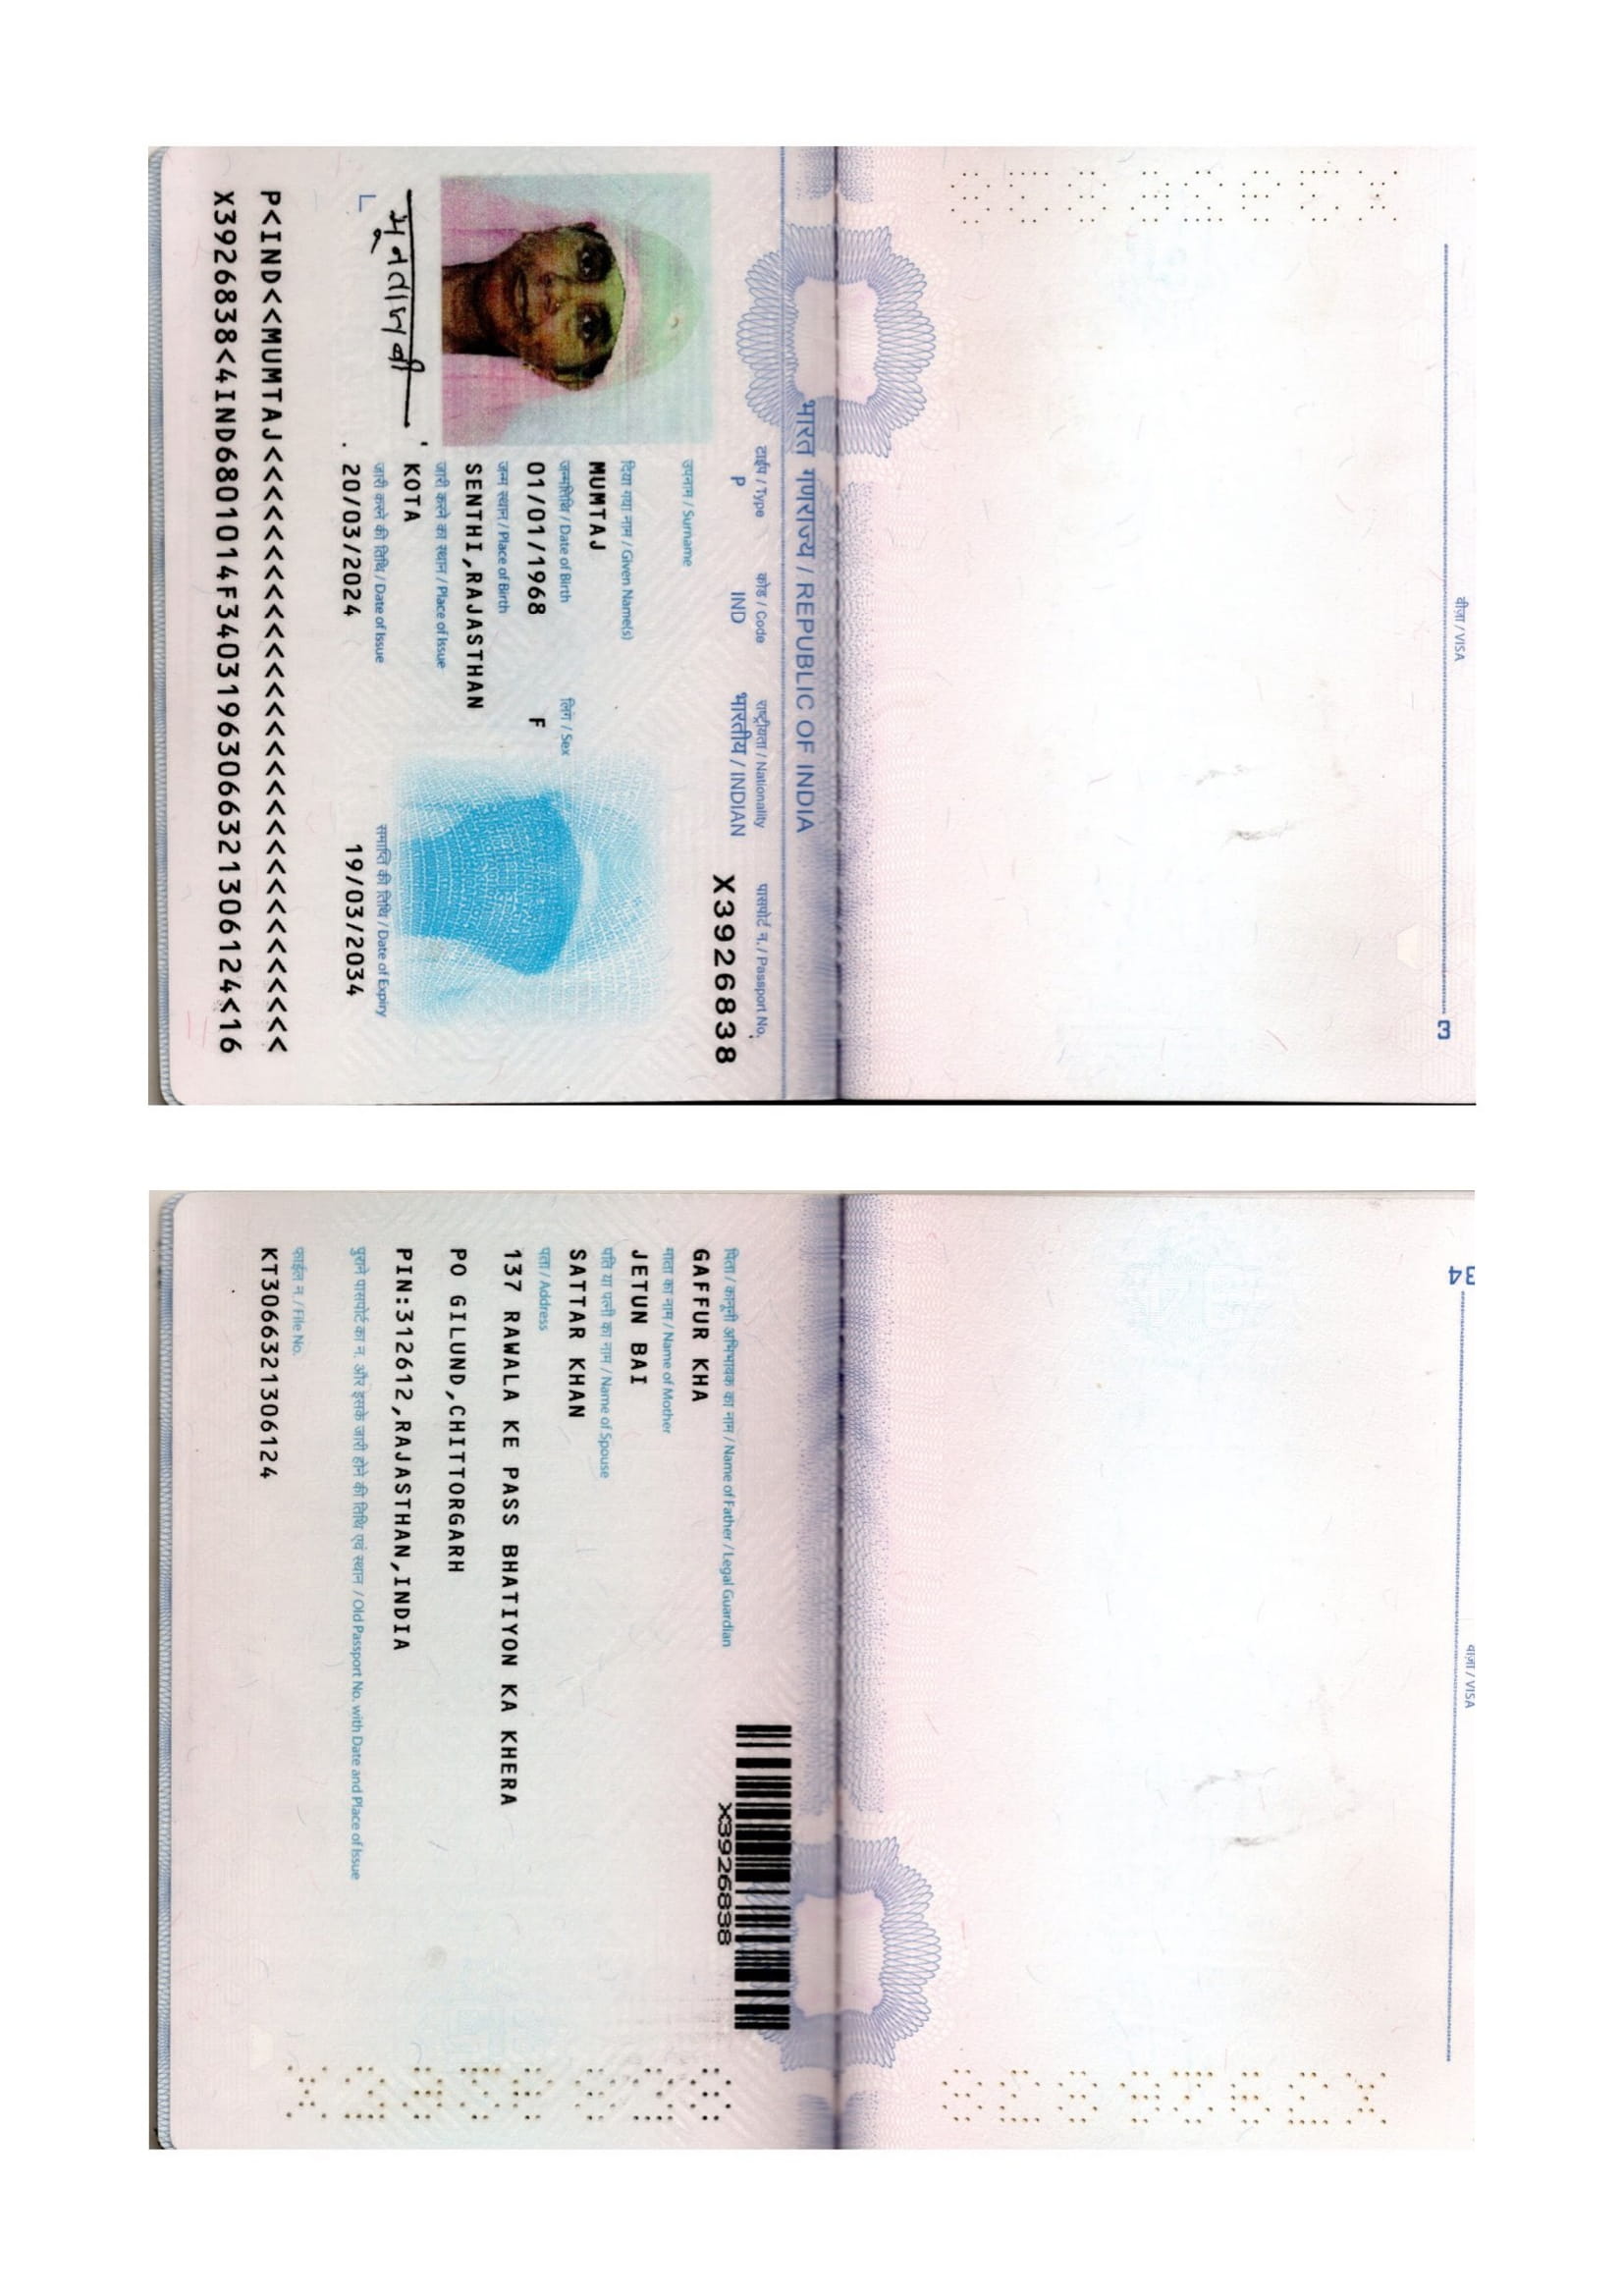 वीज़ा / VISA
3
भारत गणराज्य / REPUBLIC OF INDIA
टाईप / Type कोड / Code राष्ट्रीयता / Nationality पासपोर्ट न. / Passport No.
P IND भारतीय / INDIAN X3926838
उपनाम / Surname
दिया गया नाम / Given Name(s)
MUMTAJ
जन्मतिथि / Date of Birth लिंग / Sex
01/01/1968 F
जन्म स्थान / Place of Birth
SENTHI,RAJASTHAN
जारी करने का स्थान / Place of Issue
KOTA
जारी करने की तिथि / Date of Issue समाप्ति की तिथि / Date of Expiry
20/03/2024 19/03/2034
P<IND<<MUMTAJ<<<<<<<<<<<<<<<<<<<<<<<<<<<<<<<
X3926838<4IND6801014F34031963066321306124<16
34
वीज़ा / VISA
X3926838
पिता / कानूनी अभिभावक का नाम / Name of Father / Legal Guardian
GAFFUR KHA
माता का नाम / Name of Mother
JETUN BAI
पति या पत्नी का नाम / Name of Spouse
SATTAR KHAN
पता / Address
137 RAWALA KE PASS BHATIYON KA KHERA
PO GILUND,CHITTORGARH
PIN:312612,RAJASTHAN,INDIA
पुराने पासपोर्ट का न. और इसके जारी होने की तिथि एवं स्थान / Old Passport No. with Date and Place of Issue
फाईल न. / File No.
KT3066321306124
X3926838
X3926838